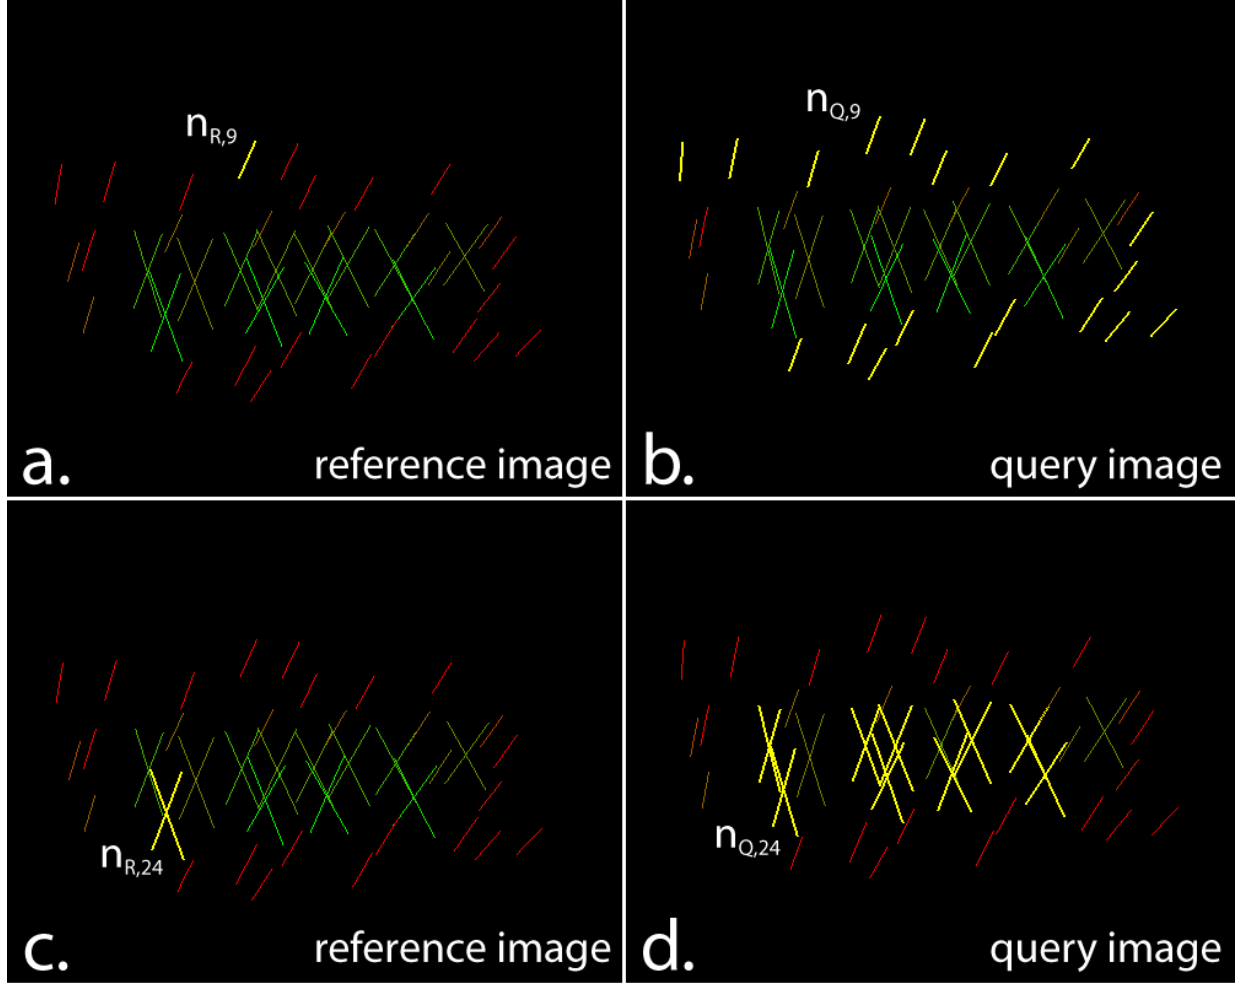 n_R,9
a.
reference image
n_Q,9
b.
query image
n_R,24
c.
reference image
n_Q,24
d.
query image